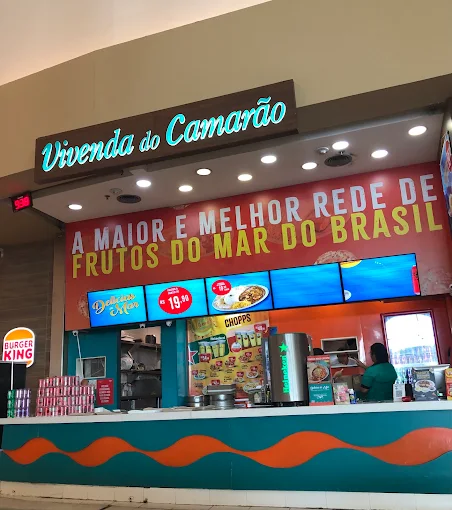 Vivenda do Camarão
A MAIOR E MELHOR REDE DE
FRUTOS DO MAR DO BRASIL
Delícias
do Mar
R$ 19,90
CHOPPS
BURGER
KING
Heineken